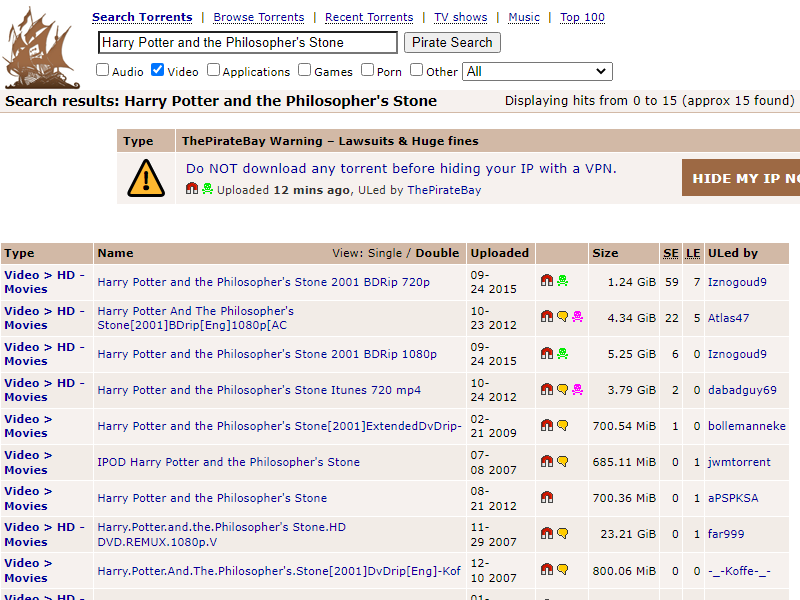 Search Torrents | Browse Torrents | Recent Torrents | TV shows | Music | Top 100
Harry Potter and the Philosopher's Stone Pirate Search
Audio Video Applications Games Porn Other All
Search results: Harry Potter and the Philosopher's Stone Displaying hits from 0 to 15 (approx 15 found)
Type ThePirateBay Warning – Lawsuits & Huge fines
Do NOT download any torrent before hiding your IP with a VPN.
HIDE MY IP NO
Uploaded 12 mins ago, ULed by ThePirateBay
Type Name View: Single / Double Uploaded Size SE LE ULed by
Video > HD - Movies Harry Potter and the Philosopher's Stone 2001 BDRip 720p 09-24 2015 1.24 GiB 59 7 Iznogoud9
Video > HD - Movies Harry Potter And The Philosopher's Stone[2001]BDrip[Eng]1080p[AC 10-23 2012 4.34 GiB 22 5 Atlas47
Video > HD - Movies Harry Potter and the Philosopher's Stone 2001 BDRip 1080p 09-24 2015 5.25 GiB 6 0 Iznogoud9
Video > HD - Movies Harry Potter and the Philosopher's Stone Itunes 720 mp4 10-24 2012 3.79 GiB 2 0 dabadguy69
Video > Movies Harry Potter and the Philosopher's Stone[2001]ExtendedDvDrip- 02-21 2009 700.54 MiB 1 0 bollemanneke
Video > Movies IPOD Harry Potter and the Philosopher's Stone 07-08 2007 685.11 MiB 0 1 jwmtorrent
Video > Movies Harry Potter and the Philosopher's Stone 08-21 2012 700.36 MiB 0 1 aPSPKSA
Video > HD - Movies Harry.Potter.and.the.Philosopher's Stone.HD DVD.REMUX.1080p.V 11-29 2007 23.21 GiB 0 1 far999
Video > Movies Harry.Potter.And.The.Philosopher's.Stone[2001]DvDrip[Eng]-Kof 12-10 2007 800.06 MiB 0 0 -_-Koffe-_-
Video > HD - 01-